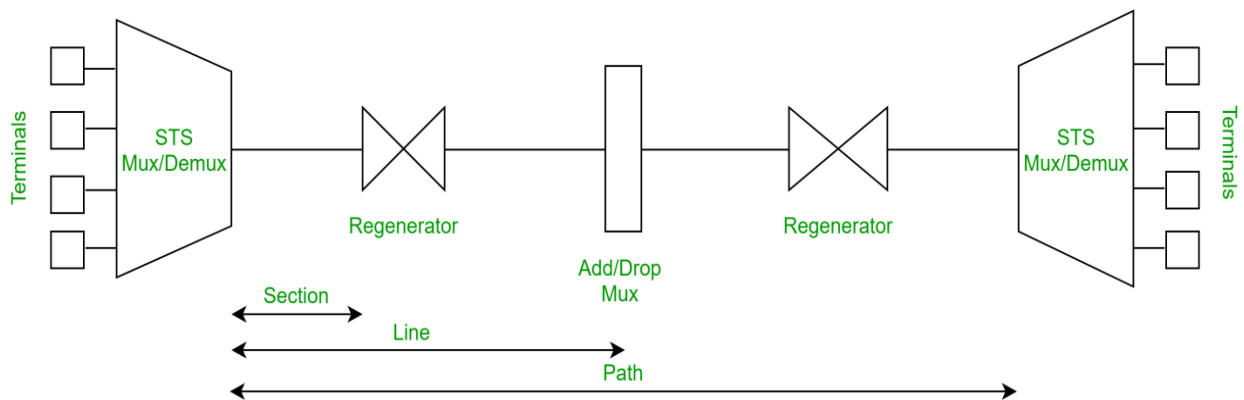 Terminals
STS
Mux/Demux
Regenerator
Add/Drop
Mux
Regenerator
STS
Mux/Demux
Terminals
Section
Line
Path